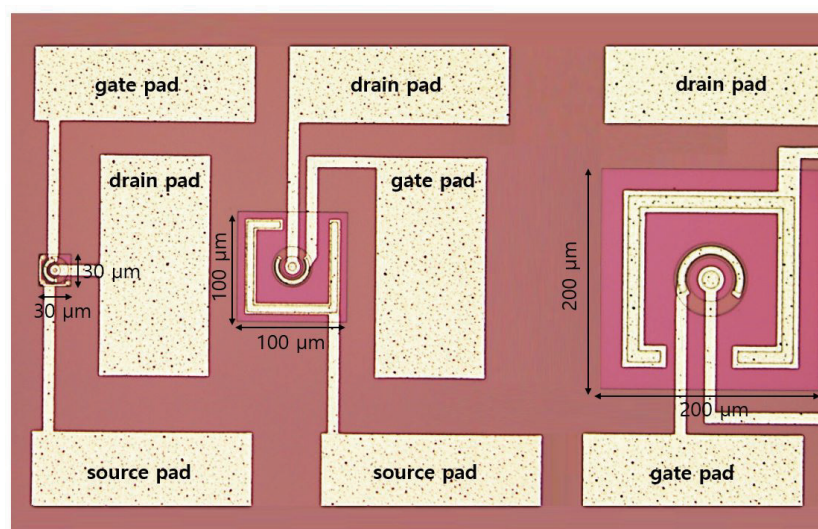 gate pad
drain pad
drain pad
drain pad
gate pad
30 μm
30 μm
100 μm
100 μm
200 μm
200 μm
source pad
source pad
gate pad